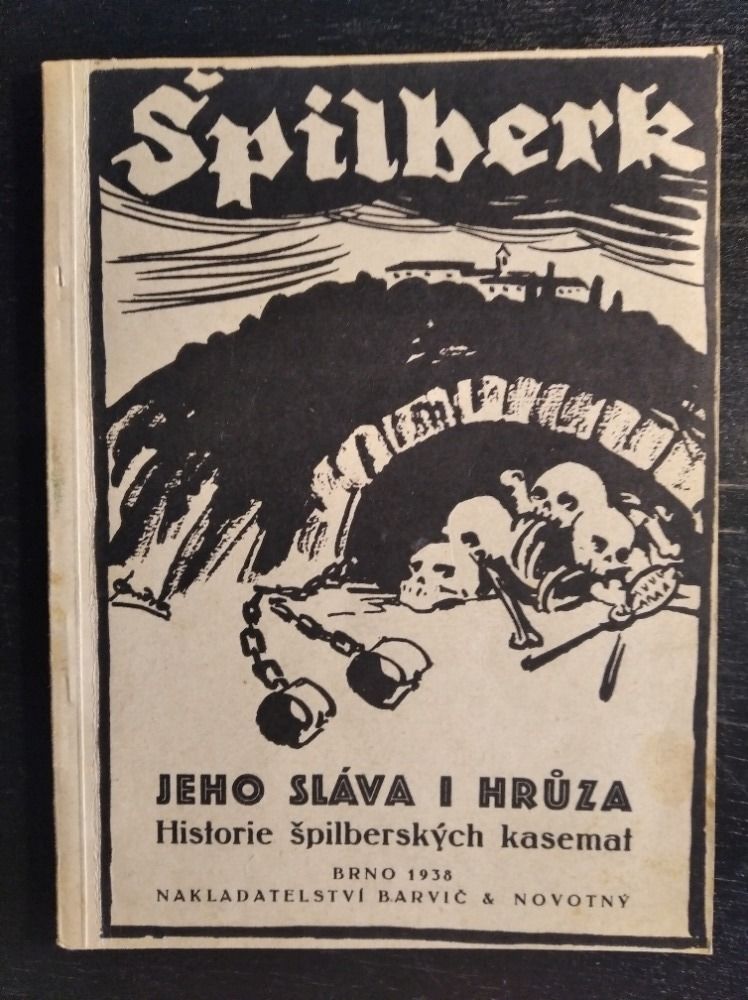 Špilberk
JEHO SLÁVA I HRŮZA
Historie špilberských kasemat
BRNO 1938
NAKLADATELSTVÍ BARVIČ & NOVOTNÝ